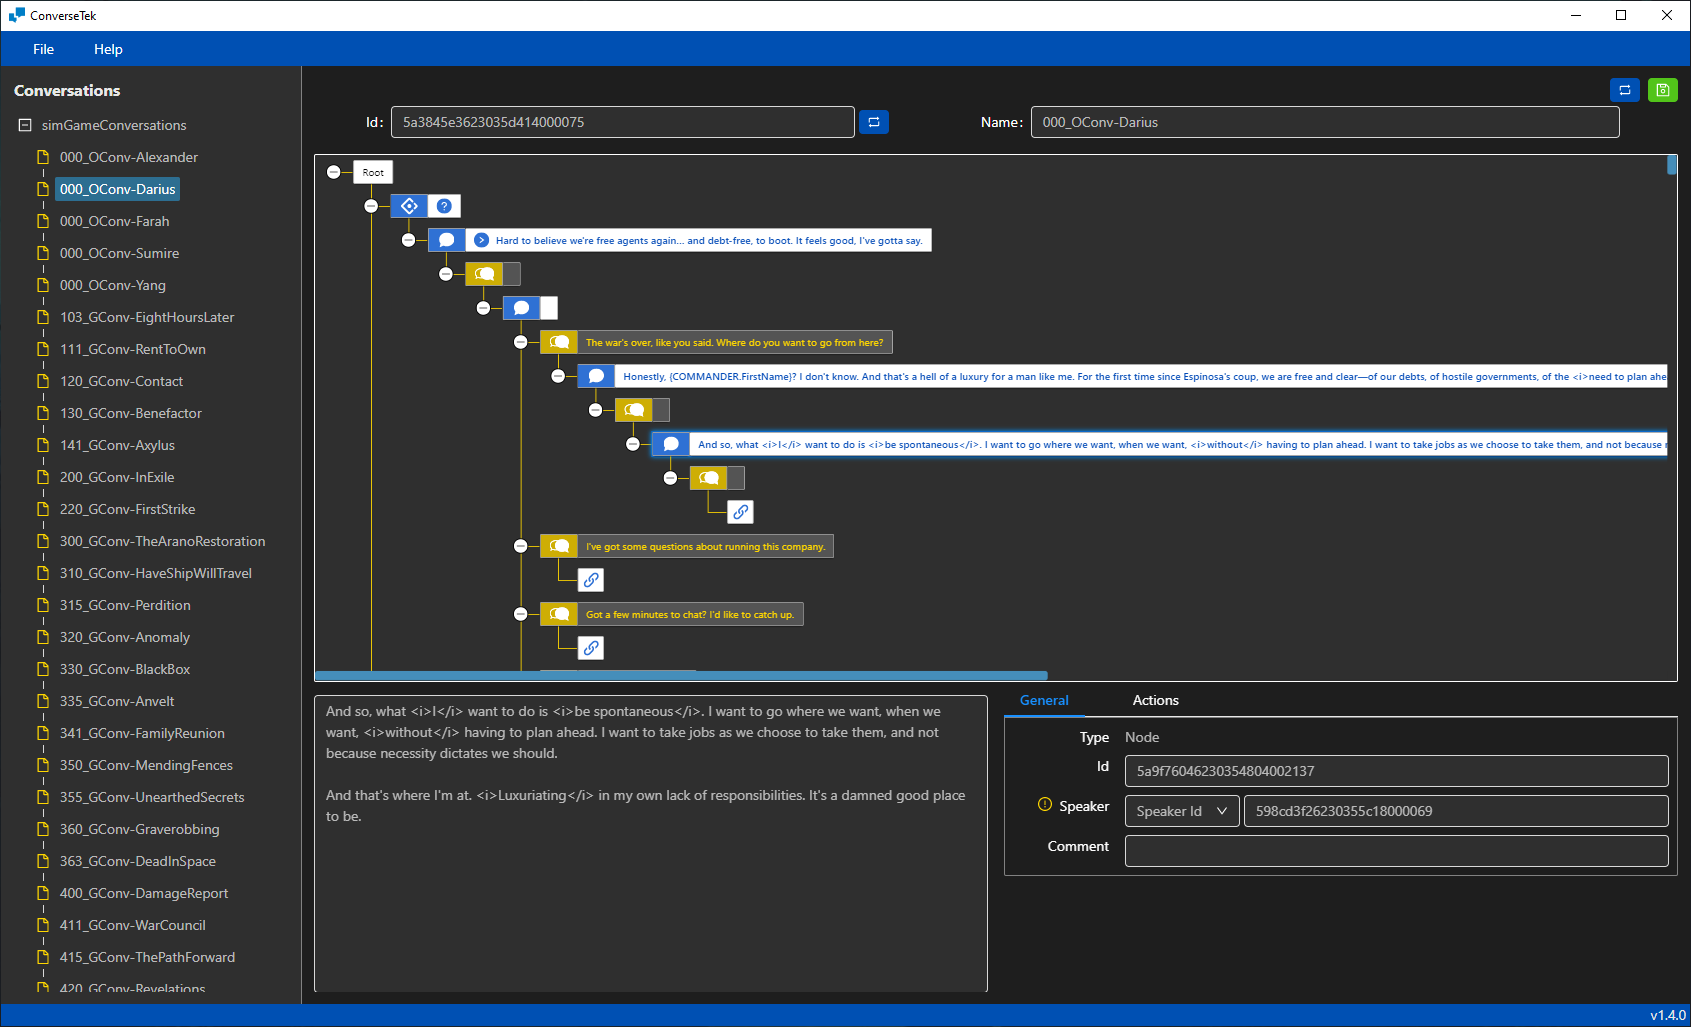 ConverseTek
File Help
Conversations
simGameConversations
000_OConv-Alexander
000_OConv-Darius
000_OConv-Farah
000_OConv-Sumire
000_OConv-Yang
103_GConv-EightHoursLater
111_GConv-RentToOwn
120_GConv-Contact
130_GConv-Benefactor
141_GConv-Axylus
200_GConv-InExile
220_GConv-FirstStrike
300_GConv-TheAranoRestoration
310_GConv-HaveShipWillTravel
315_GConv-Perdition
320_GConv-Anomaly
330_GConv-BlackBox
335_GConv-Anvelt
341_GConv-FamilyReunion
350_GConv-MendingFences
355_GConv-UnearthedSecrets
360_GConv-Graverobbing
363_GConv-DeadInSpace
400_GConv-DamageReport
411_GConv-WarCouncil
415_GConv-ThePathForward
420_GConv-Revelations
Id: 5a3845e3623035d414000075
Name: 000_OConv-Darius
Root
Hard to believe we're free agents again... and debt-free, to boot. It feels good, I've gotta say.
The war's over, like you said. Where do you want to go from here?
Honestly, {COMMANDER.FirstName}? I don't know. And that's a hell of a luxury for a man like me. For the first time since Espinosa's coup, we are free and clear—of our debts, of hostile governments, of the <i>need to plan ahe
And so, what <i>I</i> want to do is <i>be spontaneous</i>. I want to go where we want, when we want, <i>without</i> having to plan ahead. I want to take jobs as we choose to take them, and not because
I've got some questions about running this company.
Got a few minutes to chat? I'd like to catch up.
And so, what <i>I</i> want to do is <i>be spontaneous</i>. I want to go where we want, when we
want, <i>without</i> having to plan ahead. I want to take jobs as we choose to take them, and not
because necessity dictates we should.
And that's where I'm at. <i>Luxuriating</i> in my own lack of responsibilities. It's a damned good place
to be.
General Actions
Type Node
Id 5a9f76046230354804002137
Speaker Speaker Id 598cd3f26230355c18000069
Comment
v1.4.0